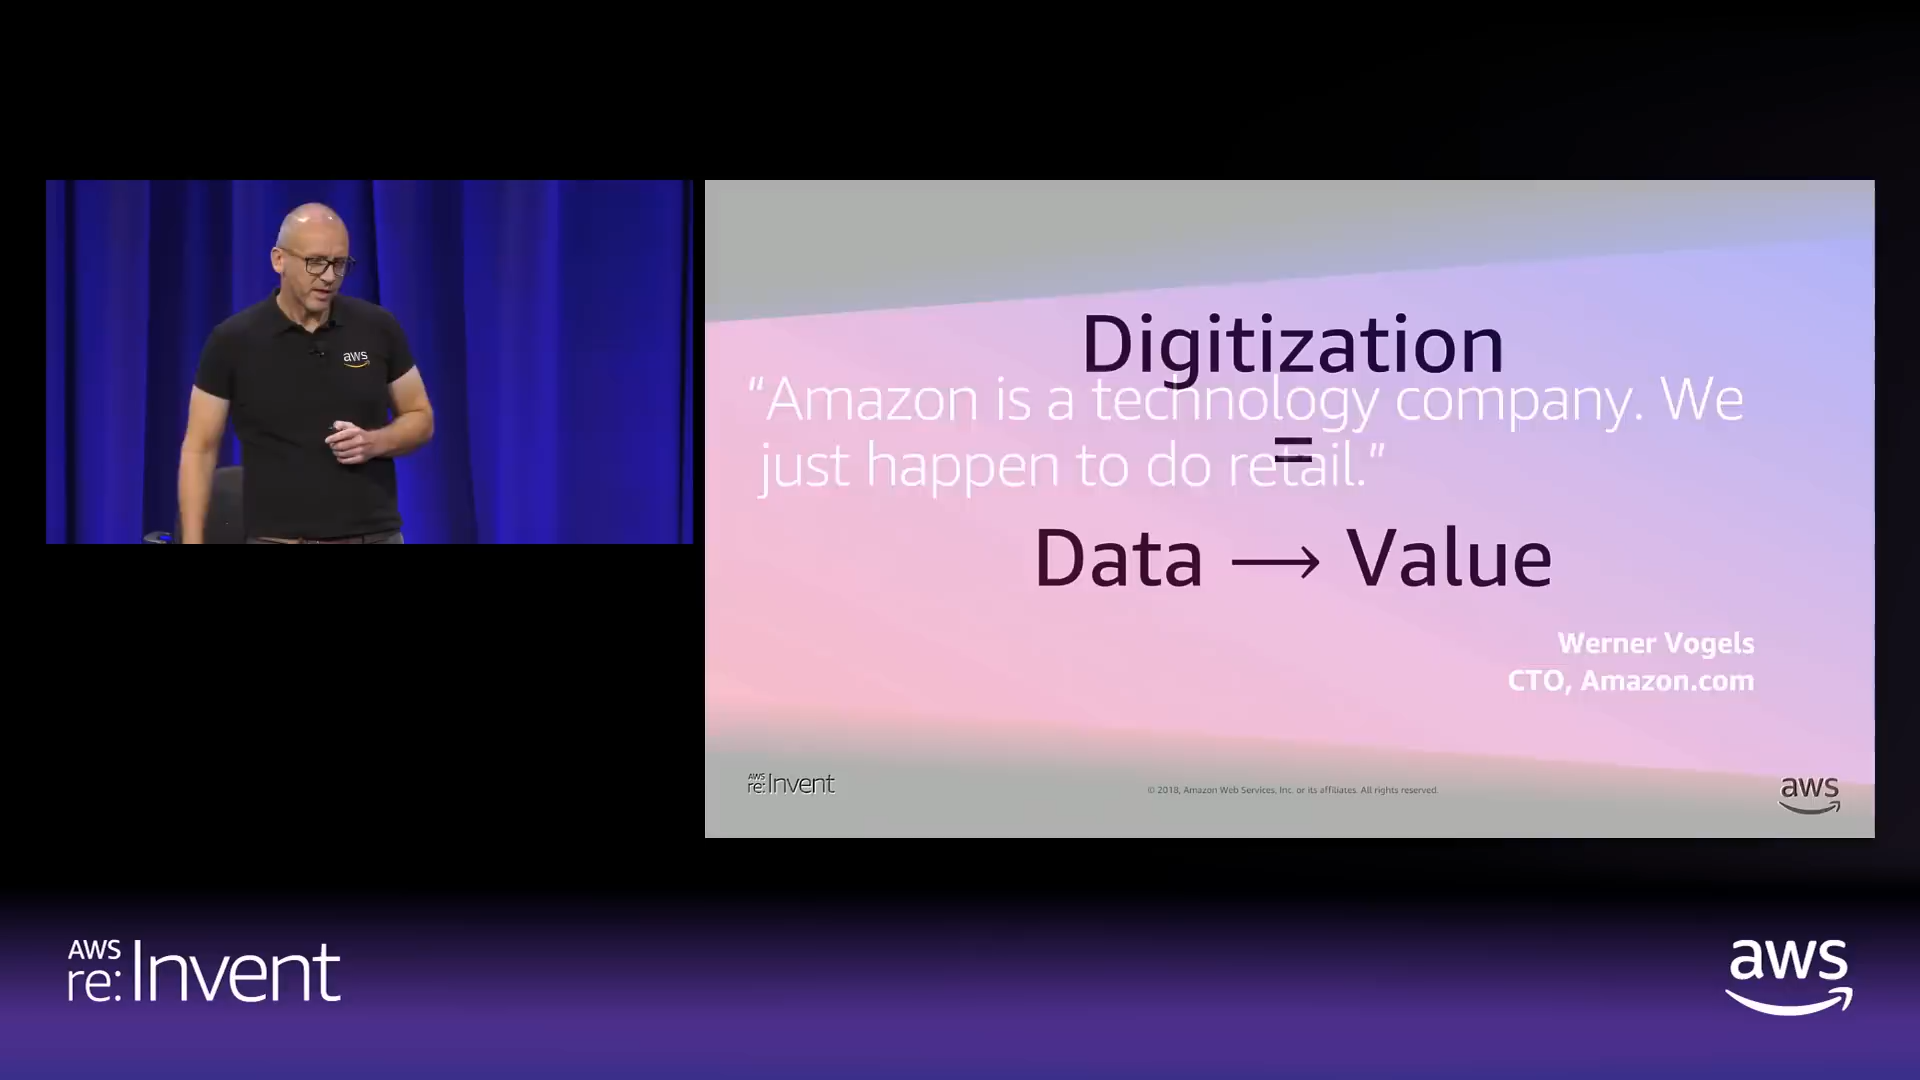 aws
Digitization
“Amazon is a technology company. We
just happen to do retail.”
=
Data ⟶ Value
Werner Vogels
CTO, Amazon.com
AWS
re:Invent
© 2018, Amazon Web Services, Inc. or its affiliates. All rights reserved.
aws
AWS
re:Invent
aws